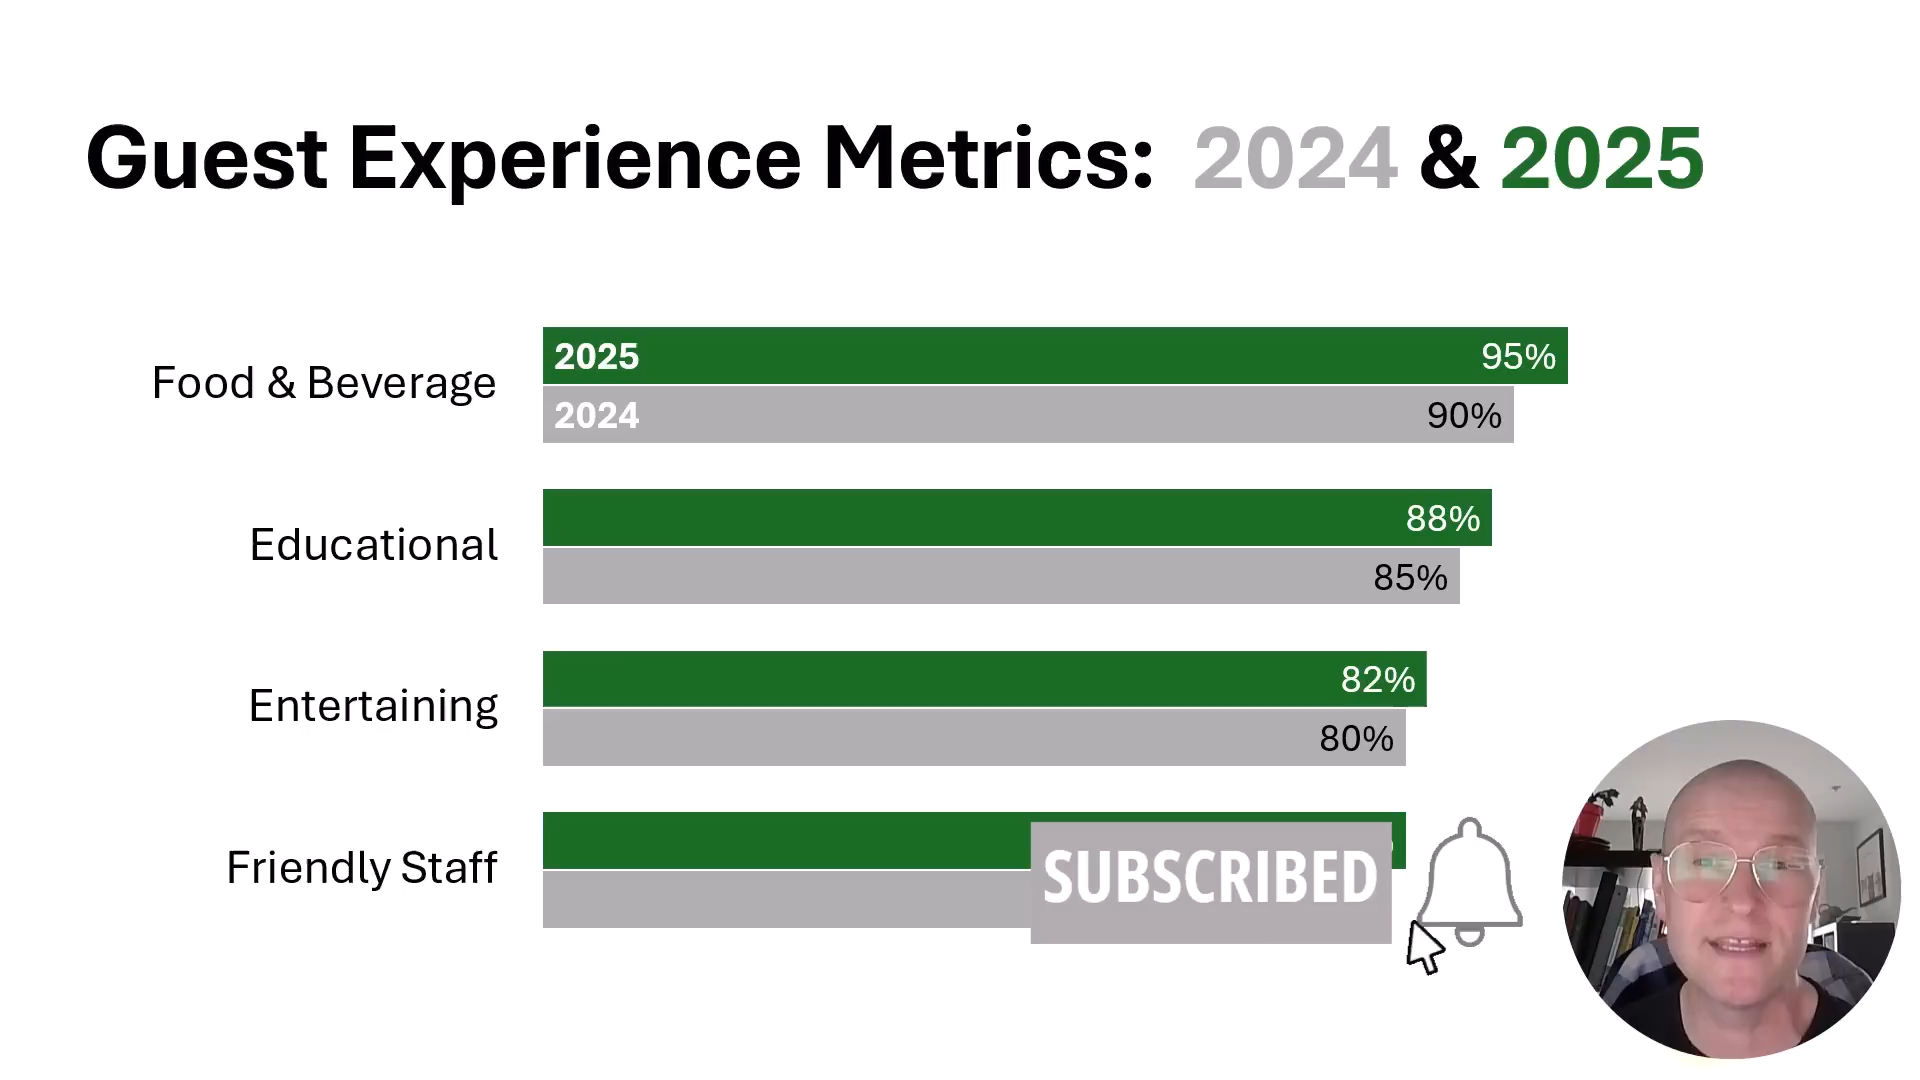 Guest Experience Metrics: 2024 & 2025
Food & Beverage
2025
95%
2024
90%
Educational
88%
85%
Entertaining
82%
80%
Friendly Staff
SUBSCRIBED